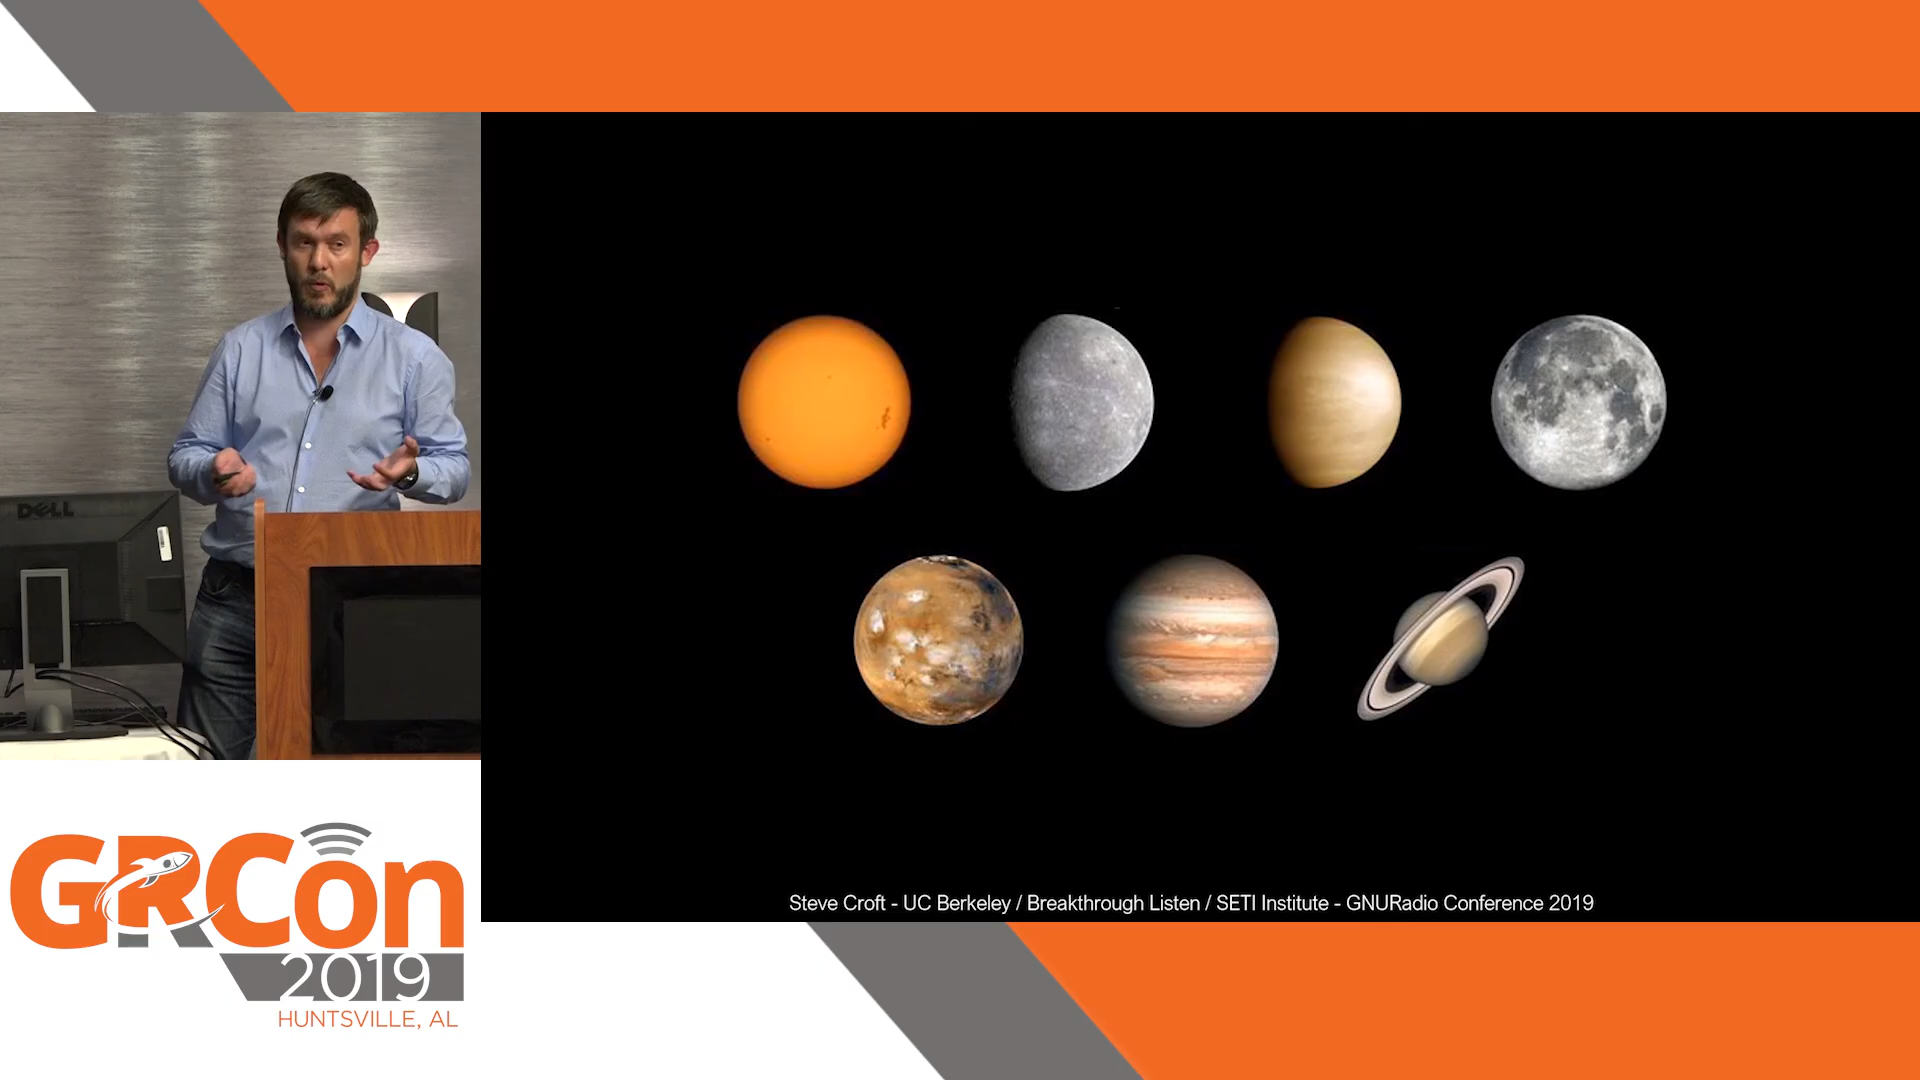 DELL
Steve Croft - UC Berkeley / Breakthrough Listen / SETI Institute - GNURadio Conference 2019
GRCon
2019
HUNTSVILLE, AL